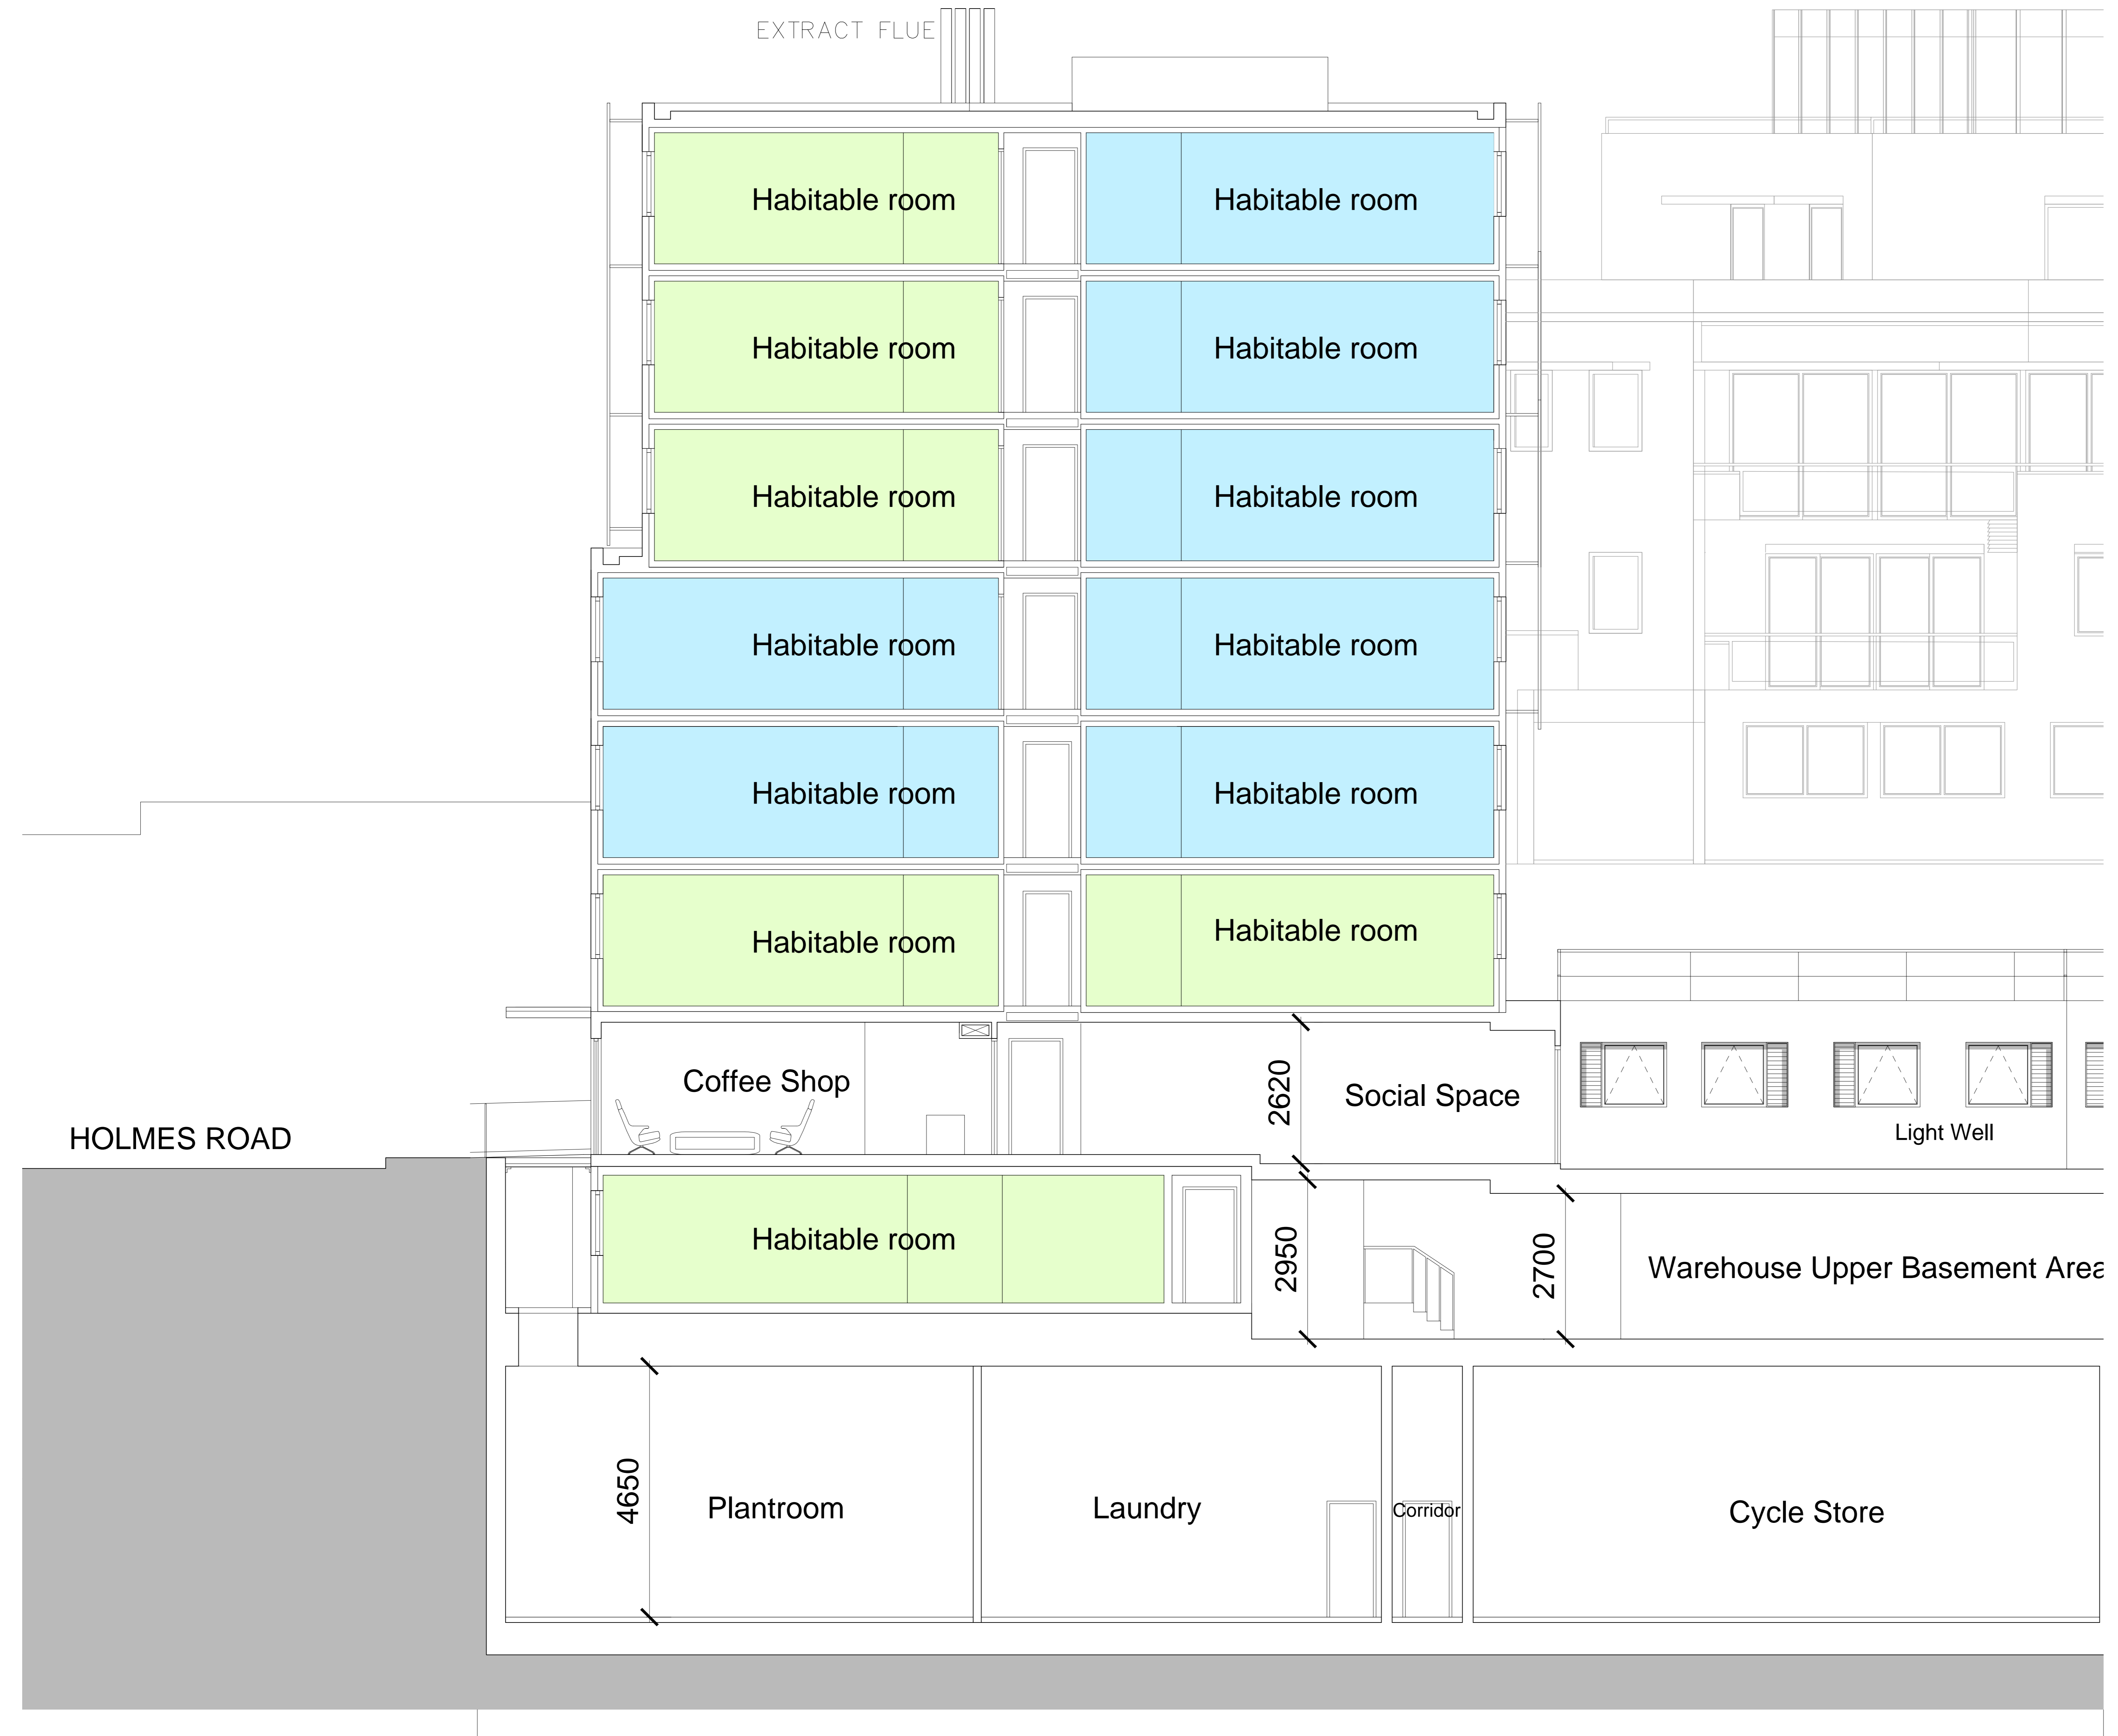 EXTRACT FLUE
Habitable room
Habitable room
Habitable room
Habitable room
Habitable room
Habitable room
Habitable room
Habitable room
Habitable room
Habitable room
Habitable room
Habitable room
Coffee Shop
2620
Social Space
HOLMES ROAD
Light Well
Habitable room
2950
2700
Warehouse Upper Basement Area
4650
Plantroom
Laundry
Corridor
Cycle Store